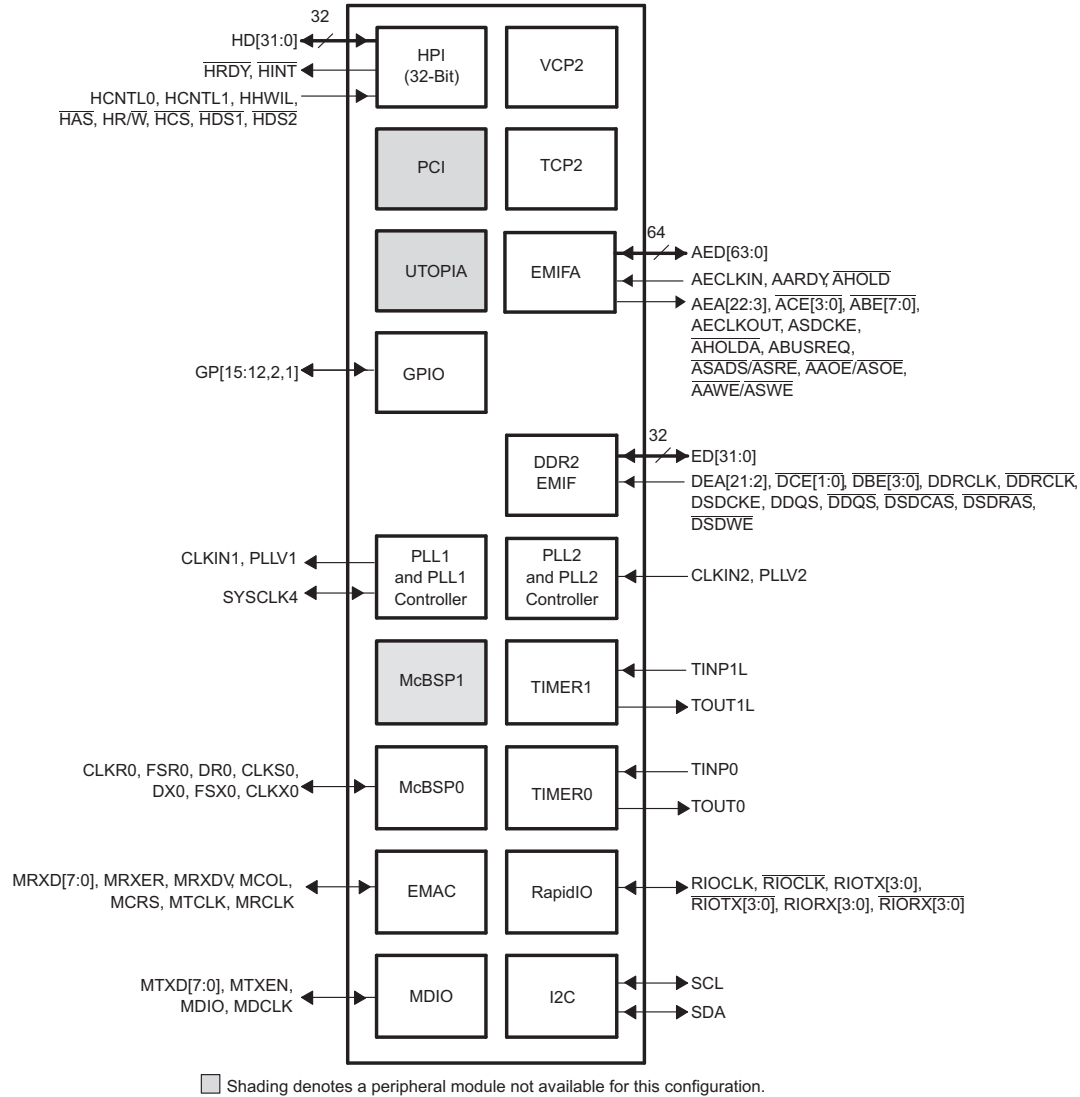 32
HD[31:0]
HRDY, HINT
HCNTL0, HCNTL1, HHWIL,
HAS, HR/W, HCS, HDS1, HDS2
HPI
(32-Bit)
VCP2
PCI
TCP2
UTOPIA
EMIFA
64
AED[63:0]
AECLKIN, AARDY, AHOLD
AEA[22:3], ACE[3:0], ABE[7:0],
AECLKOUT, ASDCKE,
AHOLDA, ABUSREQ,
ASADS/ASRE, AAOE/ASOE,
AAWE/ASWE
GP[15:12,2,1]
GPIO
DDR2
EMIF
32
ED[31:0]
DEA[21:2], DCE[1:0], DBE[3:0], DDRCLK, DDRCLK,
DSDCKE, DDQS, DDQS, DSDCAS, DSDRAS,
DSDWE
CLKIN1, PLLV1
SYSCLK4
PLL1
and PLL1
Controller
PLL2
and PLL2
Controller
CLKIN2, PLLV2
McBSP1
TIMER1
TINP1L
TOUT1L
CLKR0, FSR0, DR0, CLKS0,
DX0, FSX0, CLKX0
McBSP0
TIMER0
TINP0
TOUT0
MRXD[7:0], MRXER, MRXDV, MCOL,
MCRS, MTCLK, MRCLK
EMAC
RapidIO
RIOCLK, RIOCLK, RIOTX[3:0],
RIOTX[3:0], RIORX[3:0], RIORX[3:0]
MTXD[7:0], MTXEN,
MDIO, MDCLK
MDIO
I2C
SCL
SDA
Shading denotes a peripheral module not available for this configuration.